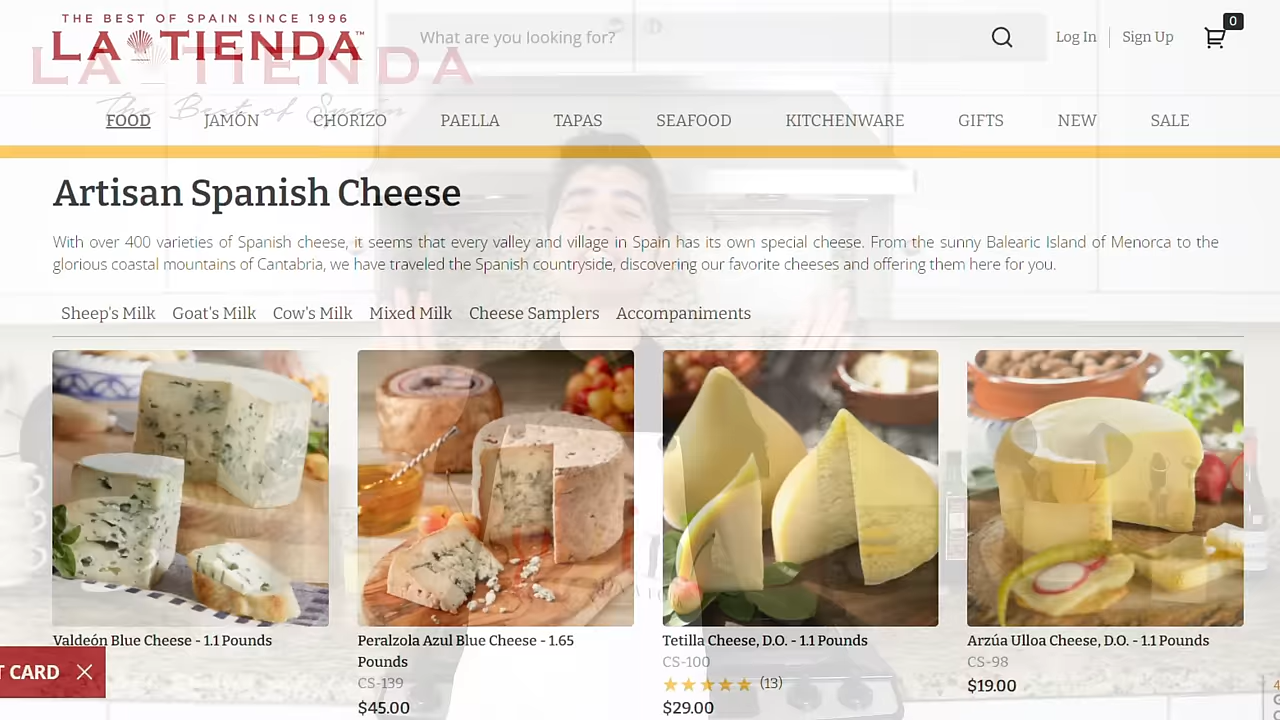 THE BEST OF SPAIN SINCE 1996
LA TIENDA™
LA TIENDA
The Best of Spain
What are you looking for?
Log In
Sign Up
0
FOOD JAMÓN CHORIZO PAELLA TAPAS SEAFOOD KITCHENWARE GIFTS NEW SALE
Artisan Spanish Cheese
With over 400 varieties of Spanish cheese, it seems that every valley and village in Spain has its own special cheese. From the sunny Balearic Island of Menorca to the
glorious coastal mountains of Cantabria, we have traveled the Spanish countryside, discovering our favorite cheeses and offering them here for you.
Sheep's Milk Goat's Milk Cow's Milk Mixed Milk Cheese Samplers Accompaniments
Valdeón Blue Cheese - 1.1 Pounds
Peralzola Azul Blue Cheese - 1.65
Pounds
CS-139
$45.00
Tetilla Cheese, D.O. - 1.1 Pounds
CS-100
(13)
$29.00
Arzúa Ulloa Cheese, D.O. - 1.1 Pounds
CS-98
$19.00
T CARD